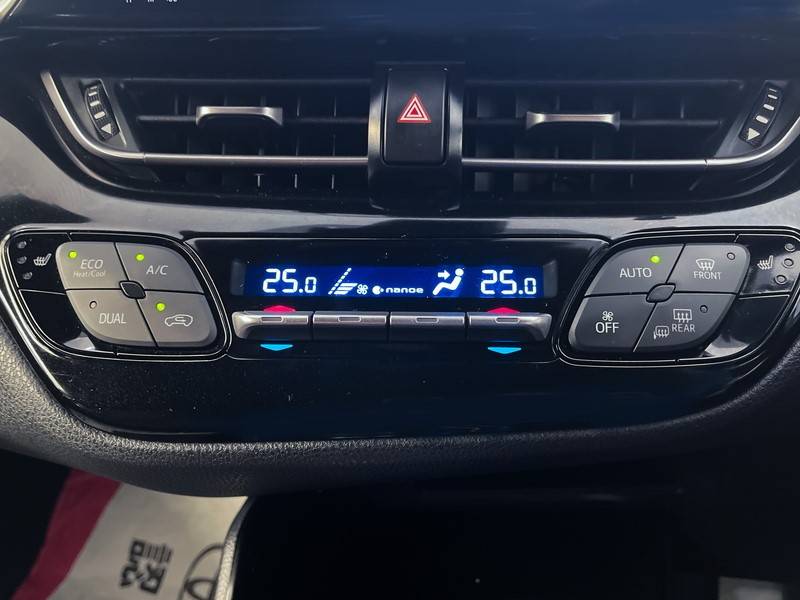 ECO
Heat/Cool
A/C
DUAL
25.0
nanoe
25.0
AUTO
FRONT
OFF
REAR